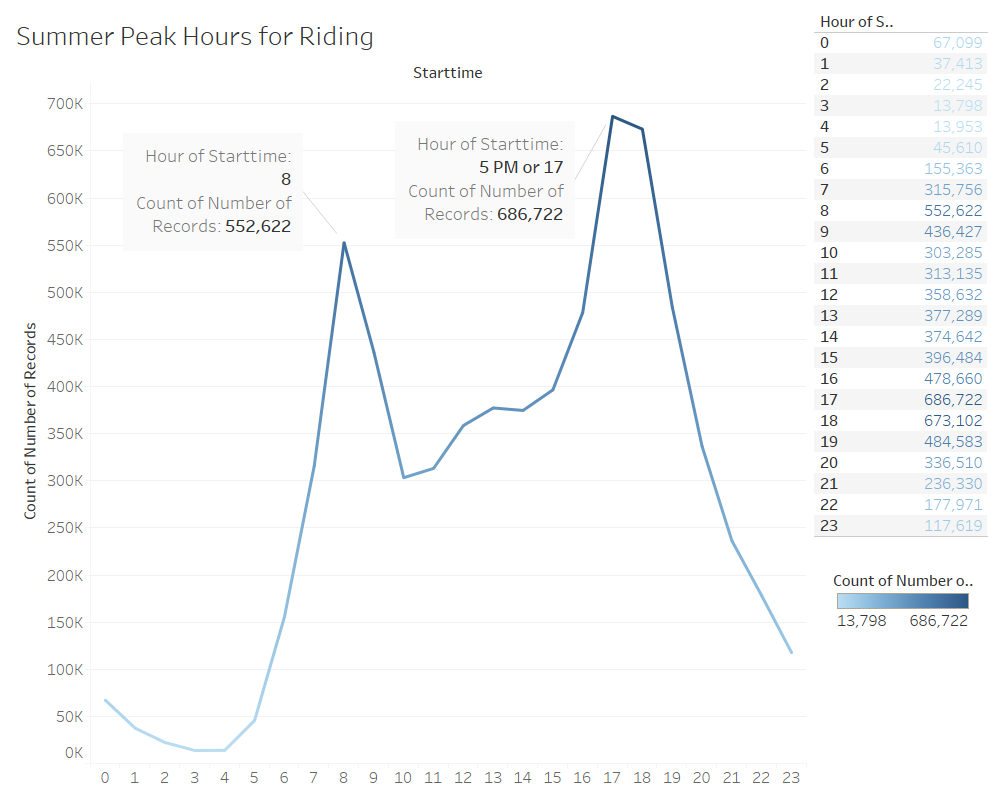 Summer Peak Hours for Riding
Starttime
Count of Number of Records
700K
650K
600K
550K
500K
450K
400K
350K
300K
250K
200K
150K
100K
50K
0K
Hour of Starttime:
8
Count of Number of
Records: 552,622
Hour of Starttime:
5 PM or 17
Count of Number of
Records: 686,722
0 1 2 3 4 5 6 7 8 9 10 11 12 13 14 15 16 17 18 19 20 21 22 23
Hour of S..
0 67,099
1 37,413
2 22,245
3 13,798
4 13,953
5 45,610
6 155,363
7 315,756
8 552,622
9 436,427
10 303,285
11 313,135
12 358,632
13 377,289
14 374,642
15 396,484
16 478,660
17 686,722
18 673,102
19 484,583
20 336,510
21 236,330
22 177,971
23 117,619
Count of Number o..
13,798 686,722